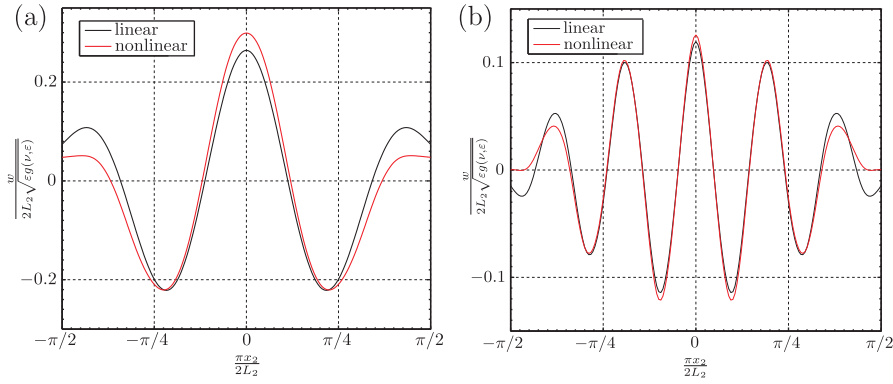 (a)
linear
nonlinear
0.2
0
−0.2
w / 2L₂√εg(ν,ε)
−π/2
−π/4
0
π/4
π/2
πx₂ / 2L₂
(b)
linear
nonlinear
0.1
0
−0.1
w / 2L₂√εg(ν,ε)
−π/2
−π/4
0
π/4
π/2
πx₂ / 2L₂